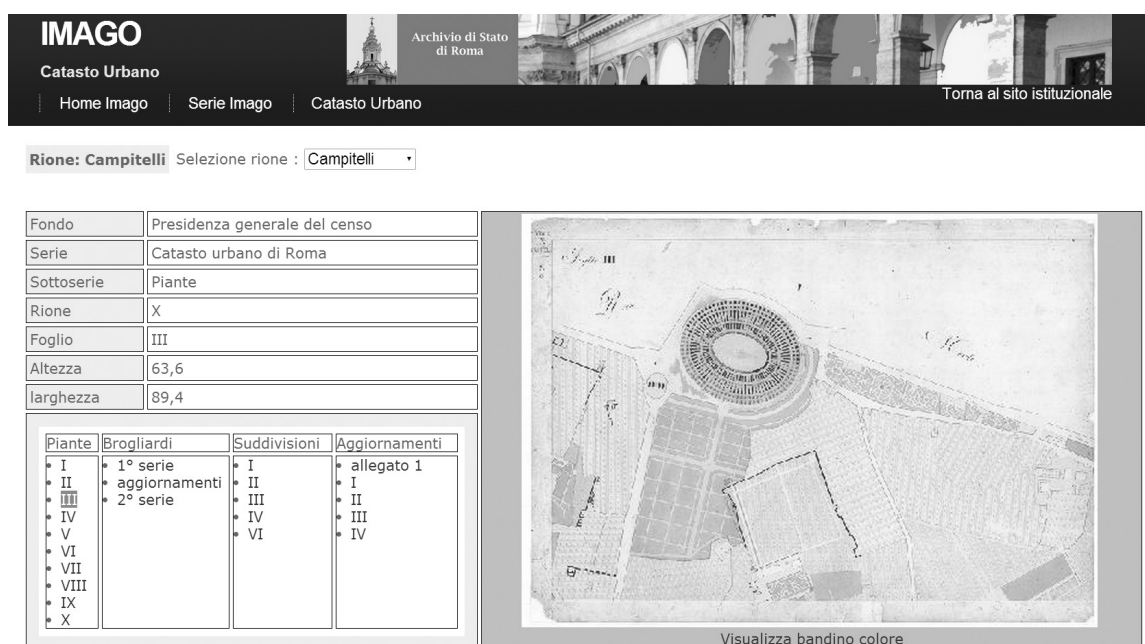 IMAGO
Archivio di Stato
di Roma
Catasto Urbano
Home Imago Serie Imago Catasto Urbano
Torna al sito istituzionale
Rione: Campitelli Selezione rione : Campitelli
Fondo Presidenza generale del censo
Serie Catasto urbano di Roma
Sottoserie Piante
Rione X
Foglio III
Altezza 63,6
larghezza 89,4
Piante Brogliardi Suddivisioni Aggiornamenti
I 1° serie I allegato 1
II aggiornamenti II I
III 2° serie III II
IV IV III
V VI IV
VI
VII
VIII
IX
X
Foglio III
Visualizza bandino colore